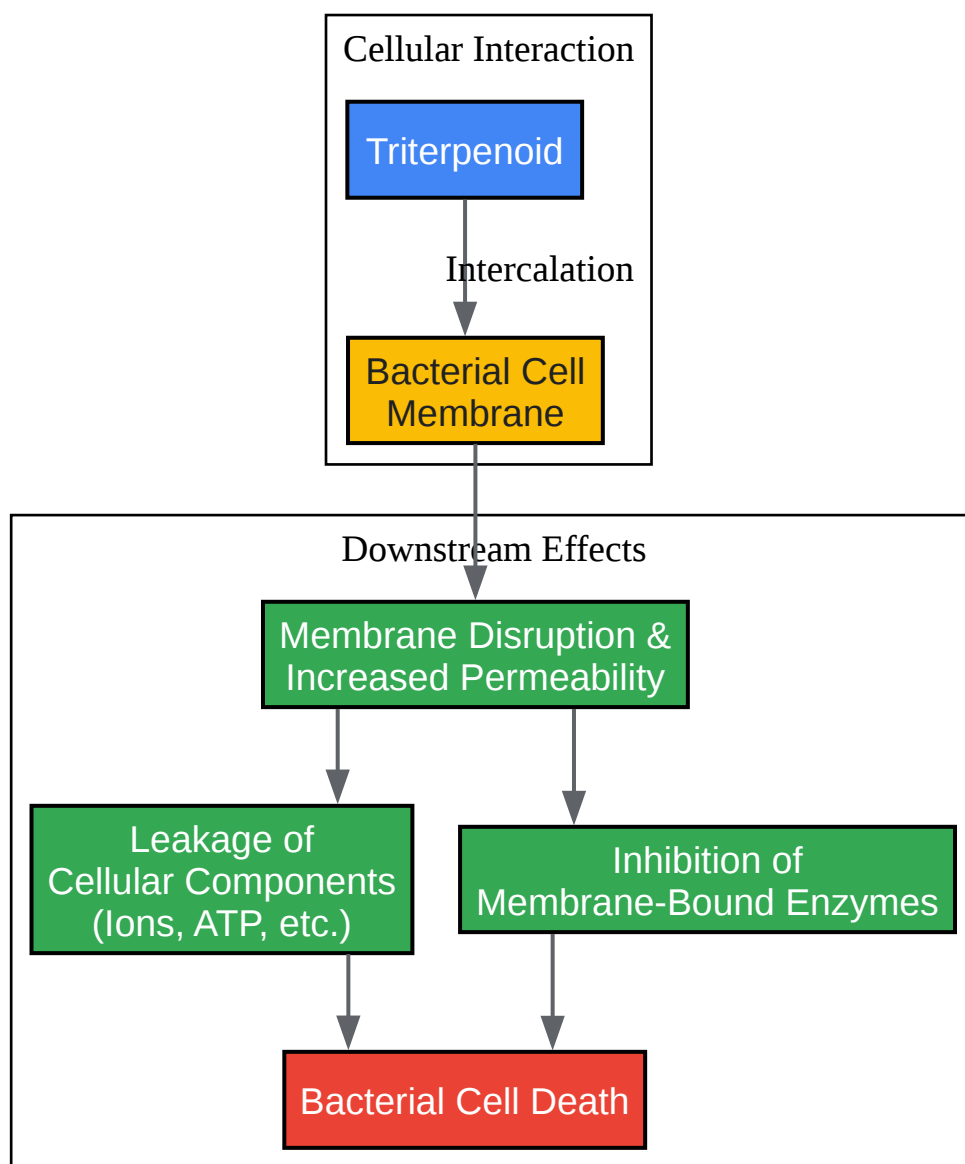 Cellular Interaction
Triterpenoid
Intercalation
Bacterial Cell
Membrane
Downstream Effects
Membrane Disruption &
Increased Permeability
Leakage of
Cellular Components
(Ions, ATP, etc.)
Inhibition of
Membrane-Bound Enzymes
Bacterial Cell Death